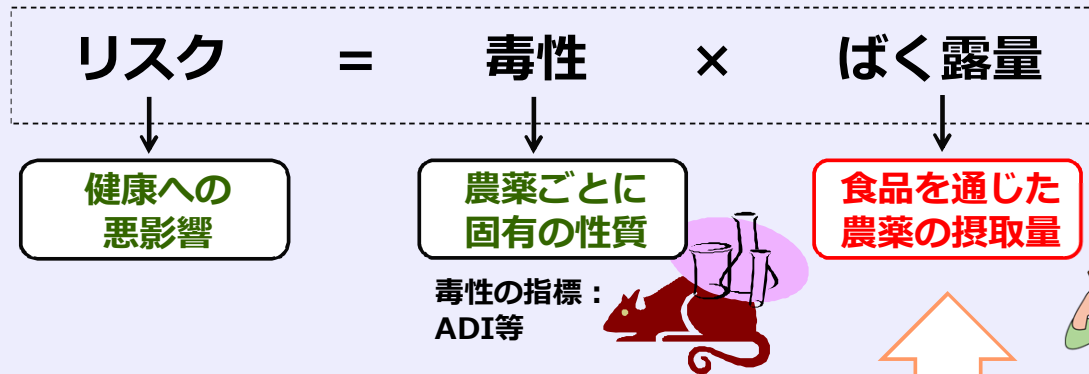 リスク = 毒性 × ばく露量
健康への
悪影響
農薬ごとに
固有の性質
食品を通じた
農薬の摂取量
毒性の指標：
ADI等